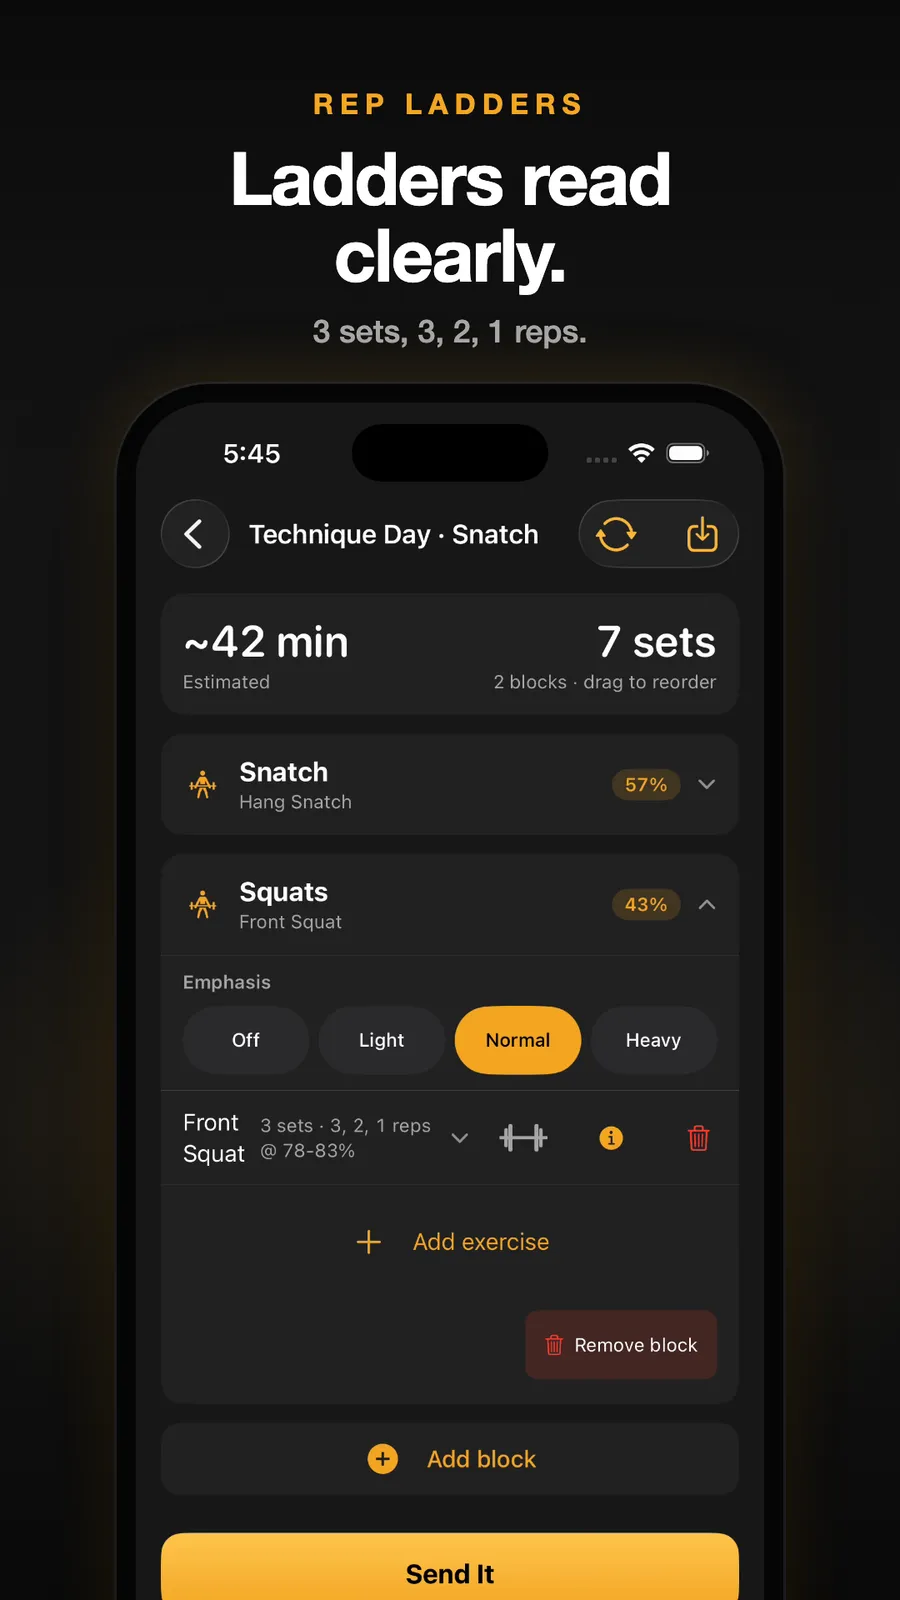 REP LADDERS
Ladders read
clearly.
3 sets, 3, 2, 1 reps.
5:45
Technique Day · Snatch
~42 min
7 sets
Estimated
2 blocks · drag to reorder
Snatch
Hang Snatch
57%
Squats
Front Squat
43%
Emphasis
Off
Light
Normal
Heavy
Front
Squat
3 sets · 3, 2, 1 reps
@ 78-83%
Add exercise
Remove block
Add block
Send It